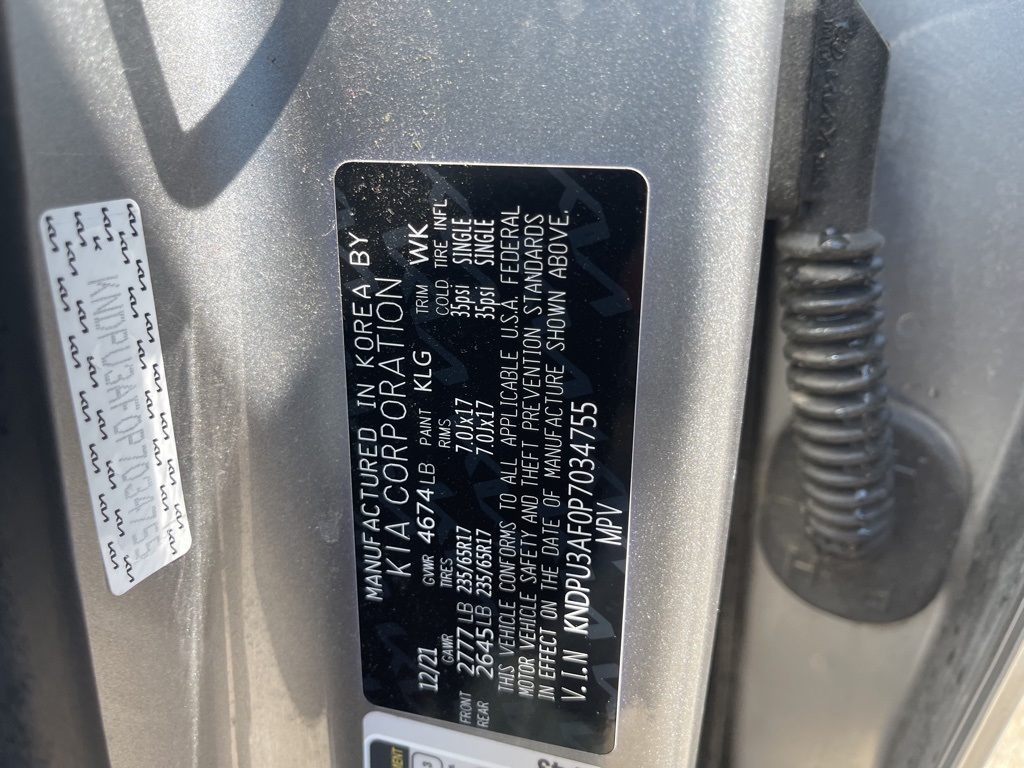 MANUFACTURED IN KOREA BY
KIA CORPORATION
12/21 GVWR 4674LB PAINT KLG TRIM WK
GAWR TIRES RIMS COLD TIRE INFL.
FRONT 2777LB 235/65R17 7.0Jx17 35psi SINGLE
REAR 2645LB 235/65R17 7.0Jx17 35psi SINGLE
THIS VEHICLE CONFORMS TO ALL APPLICABLE U.S.A. FEDERAL
MOTOR VEHICLE SAFETY AND THEFT PREVENTION STANDARDS
IN EFFECT ON THE DATE OF MANUFACTURE SHOWN ABOVE.
V.I.N KNDPU3AF0P7034755
MPV
KNDPU3AF0P7034755